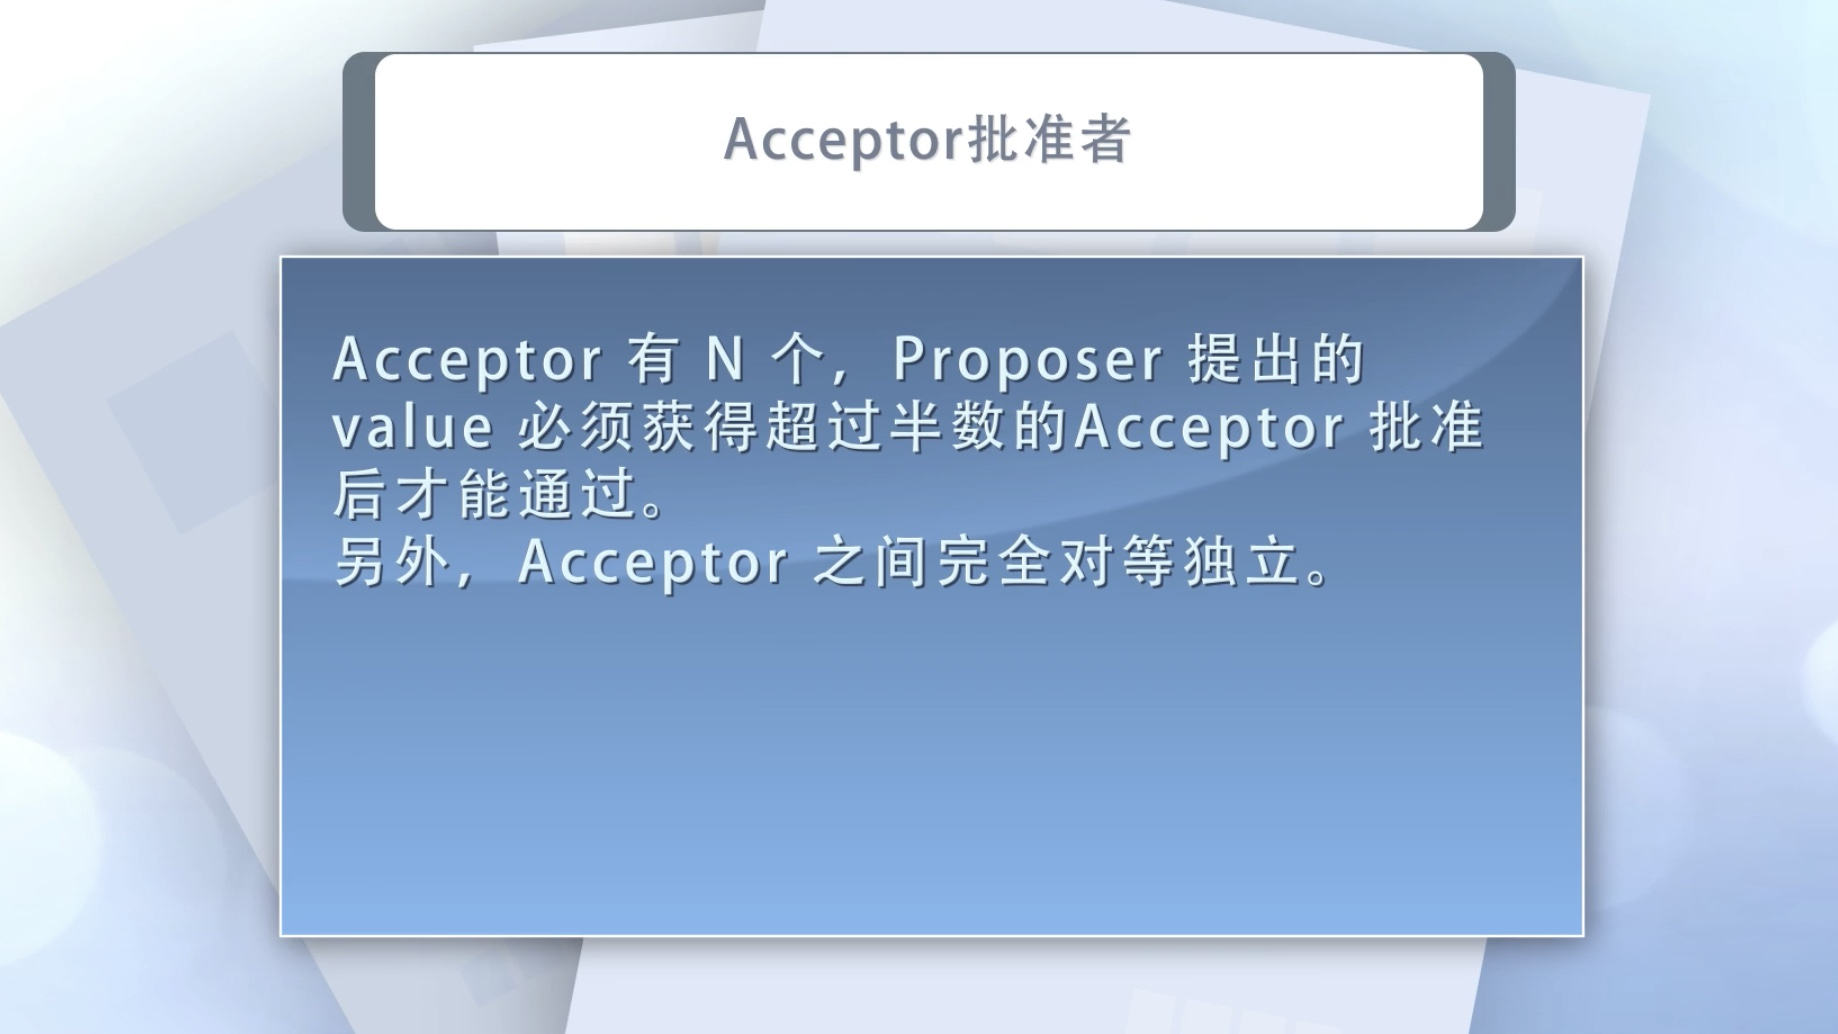 Acceptor批准者
Acceptor 有 N 个，Proposer 提出的
value 必须获得超过半数的Acceptor 批准
后才能通过。
另外，Acceptor 之间完全对等独立。